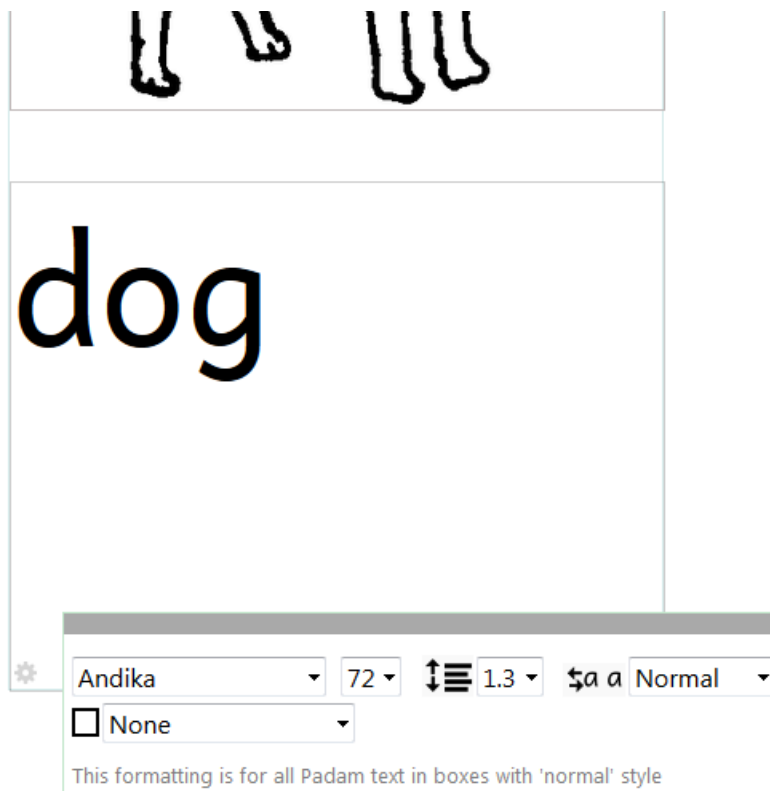 dog
Andika 72 1.3 a a Normal
None
This formatting is for all Padam text in boxes with 'normal' style